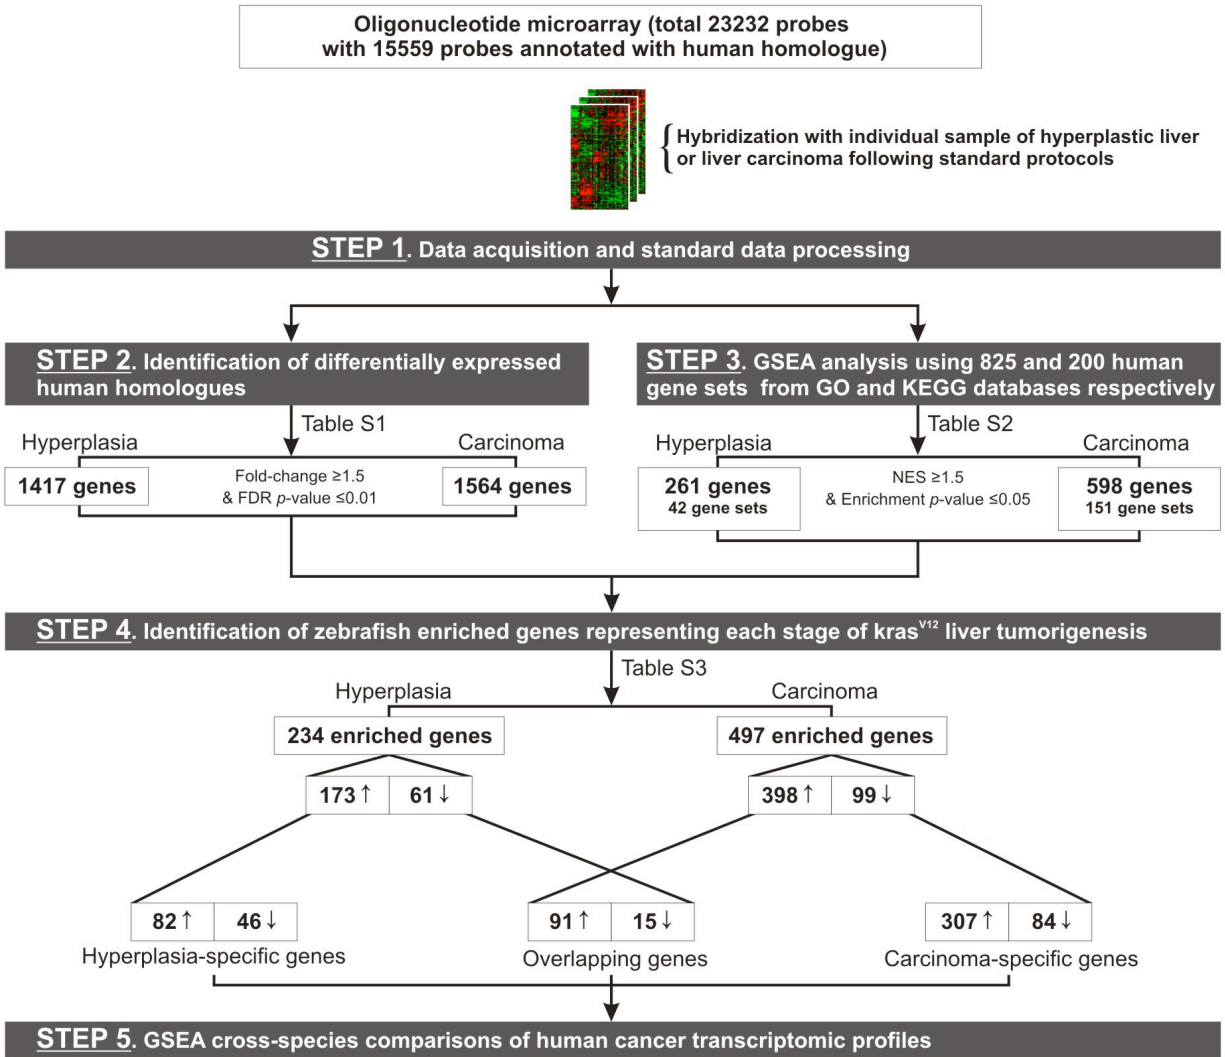 Oligonucleotide microarray (total 23232 probes
with 15559 probes annotated with human homologue)
Hybridization with individual sample of hyperplastic liver
or liver carcinoma following standard protocols
STEP 1. Data acquisition and standard data processing
STEP 2. Identification of differentially expressed
human homologues
STEP 3. GSEA analysis using 825 and 200 human
gene sets from GO and KEGG databases respectively
Table S1
Hyperplasia
Carcinoma
1417 genes
Fold-change ≥1.5
& FDR p-value ≤0.01
1564 genes
Table S2
Hyperplasia
Carcinoma
261 genes
42 gene sets
NES ≥1.5
& Enrichment p-value ≤0.05
598 genes
151 gene sets
STEP 4. Identification of zebrafish enriched genes representing each stage of kras^V12 liver tumorigenesis
Table S3
Hyperplasia
Carcinoma
234 enriched genes
497 enriched genes
173↑ 61↓
398↑ 99↓
82↑ 46↓
91↑ 15↓
307↑ 84↓
Hyperplasia-specific genes
Overlapping genes
Carcinoma-specific genes
STEP 5. GSEA cross-species comparisons of human cancer transcriptomic profiles